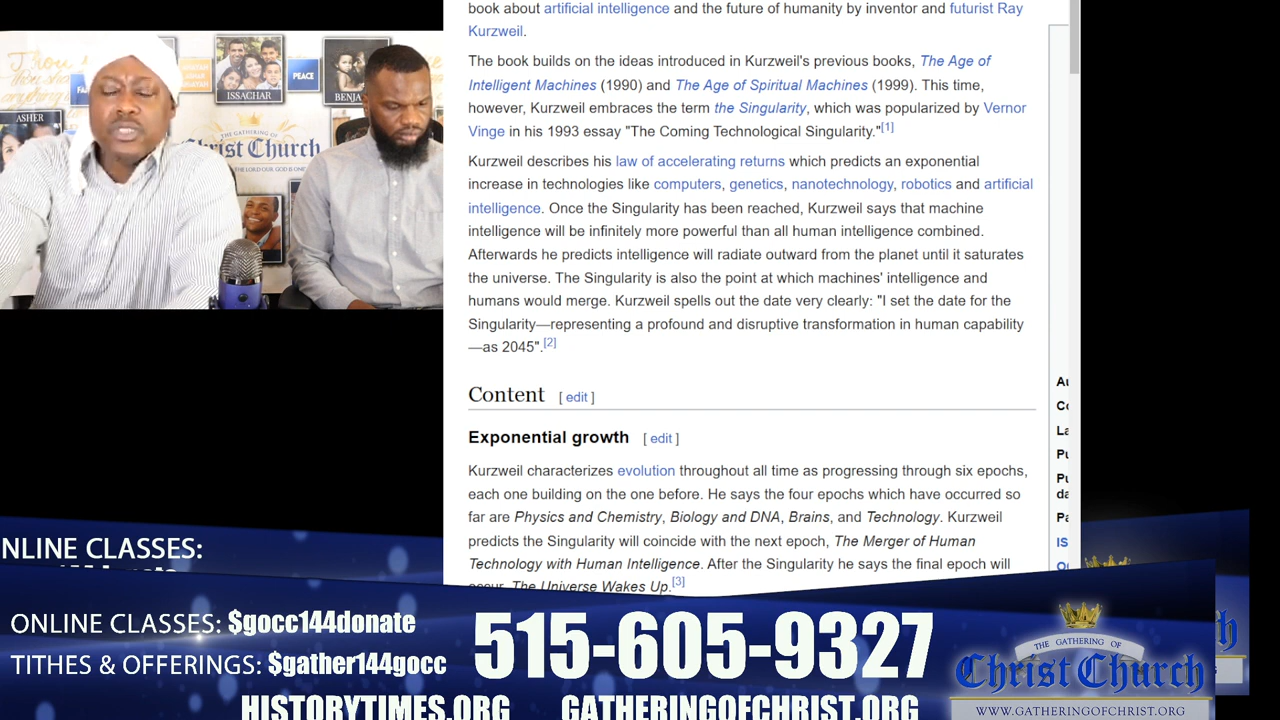 book about artificial intelligence and the future of humanity by inventor and futurist Ray
Kurzweil.
The book builds on the ideas introduced in Kurzweil's previous books, The Age of
Intelligent Machines (1990) and The Age of Spiritual Machines (1999). This time,
however, Kurzweil embraces the term the Singularity, which was popularized by Vernor
Vinge in his 1993 essay "The Coming Technological Singularity."[1]
Kurzweil describes his law of accelerating returns which predicts an exponential
increase in technologies like computers, genetics, nanotechnology, robotics and artificial
intelligence. Once the Singularity has been reached, Kurzweil says that machine
intelligence will be infinitely more powerful than all human intelligence combined.
Afterwards he predicts intelligence will radiate outward from the planet until it saturates
the universe. The Singularity is also the point at which machines' intelligence and
humans would merge. Kurzweil spells out the date very clearly: "I set the date for the
Singularity—representing a profound and disruptive transformation in human capability
—as 2045".[2]
Content [ edit ]
Exponential growth [ edit ]
Kurzweil characterizes evolution throughout all time as progressing through six epochs,
each one building on the one before. He says the four epochs which have occurred so
far are Physics and Chemistry, Biology and DNA, Brains, and Technology. Kurzweil
predicts the Singularity will coincide with the next epoch, The Merger of Human
Technology with Human Intelligence. After the Singularity he says the final epoch will
occur, The Universe Wakes Up.[3]
ASHER
ISSACHAR
PEACE
BENJA
THE GATHERING OF
Christ Church
THE LORD OUR GOD IS ONE
NLINE CLASSES:
ONLINE CLASSES: $gocc144donate
TITHES & OFFERINGS: $gather144gocc
515-605-9327
HISTORYTIMES.ORG GATHERINGOFCHRIST.ORG
THE GATHERING OF
Christ Church
WWW.GATHERINGOFCHRIST.ORG